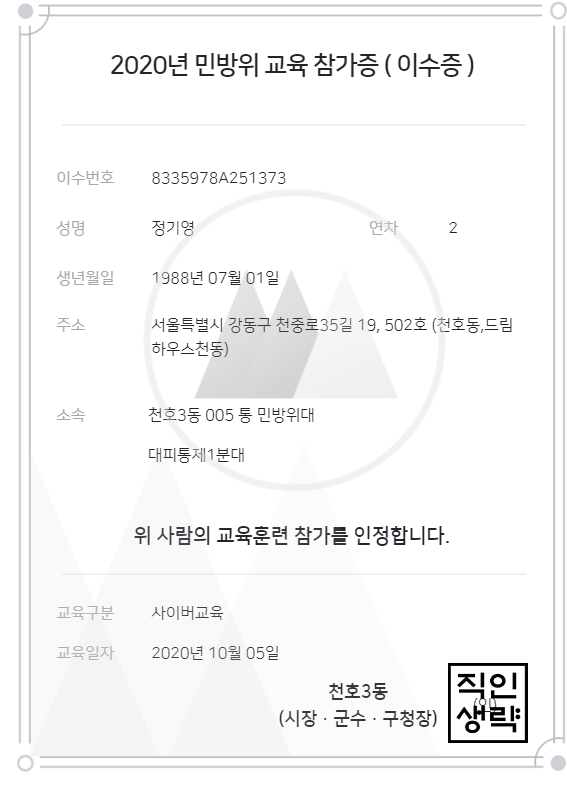 2020년 민방위 교육 참가증 ( 이수증 )
이수번호 8335978A251373
성명 정기영 연차 2
생년월일 1988년 07월 01일
주소 서울특별시 강동구 천중로35길 19, 502호 (천호동,드림
하우스천동)
소속 천호3동 005 통 민방위대
대피통제1분대
위 사람의 교육훈련 참가를 인정합니다.
교육구분 사이버교육
교육일자 2020년 10월 05일
천호3동
(시장 · 군수 · 구청장) (인)
직인
생략